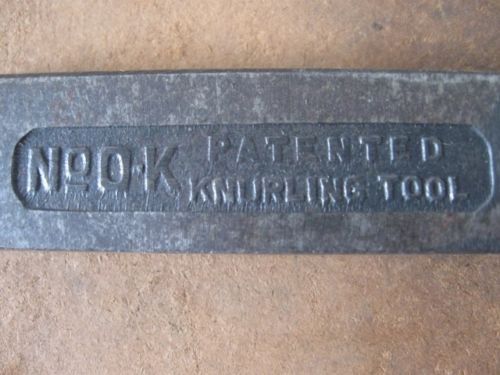 No O-K PATENTED
KNURLING TOOL